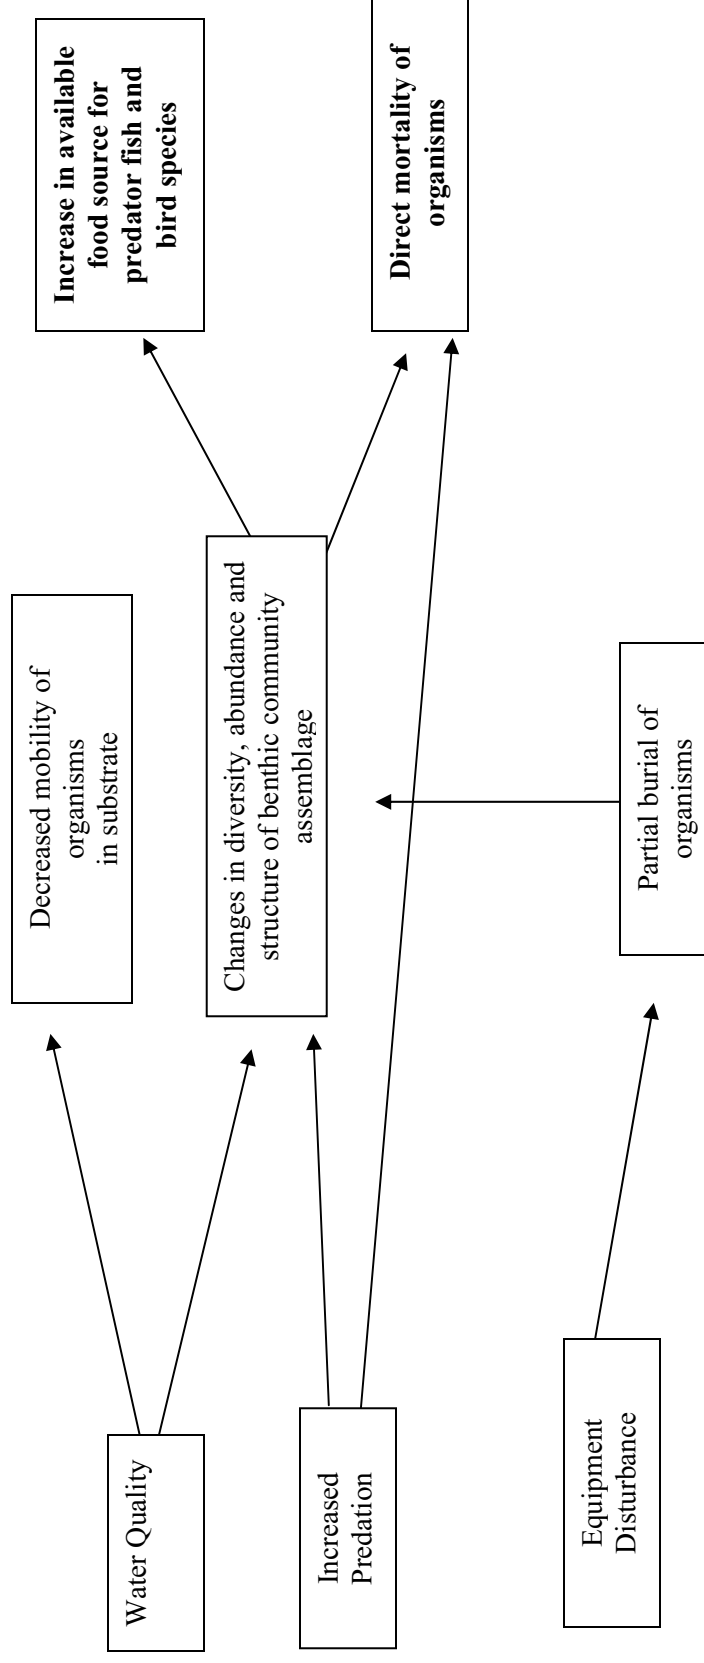 Water Quality
Increased
Predation
Equipment
Disturbance
Decreased mobility of
organisms
in substrate
Changes in diversity, abundance and
structure of benthic community
assemblage
Partial burial of
organisms
Increase in available
food source for
predator fish and
bird species
Direct mortality of
organisms